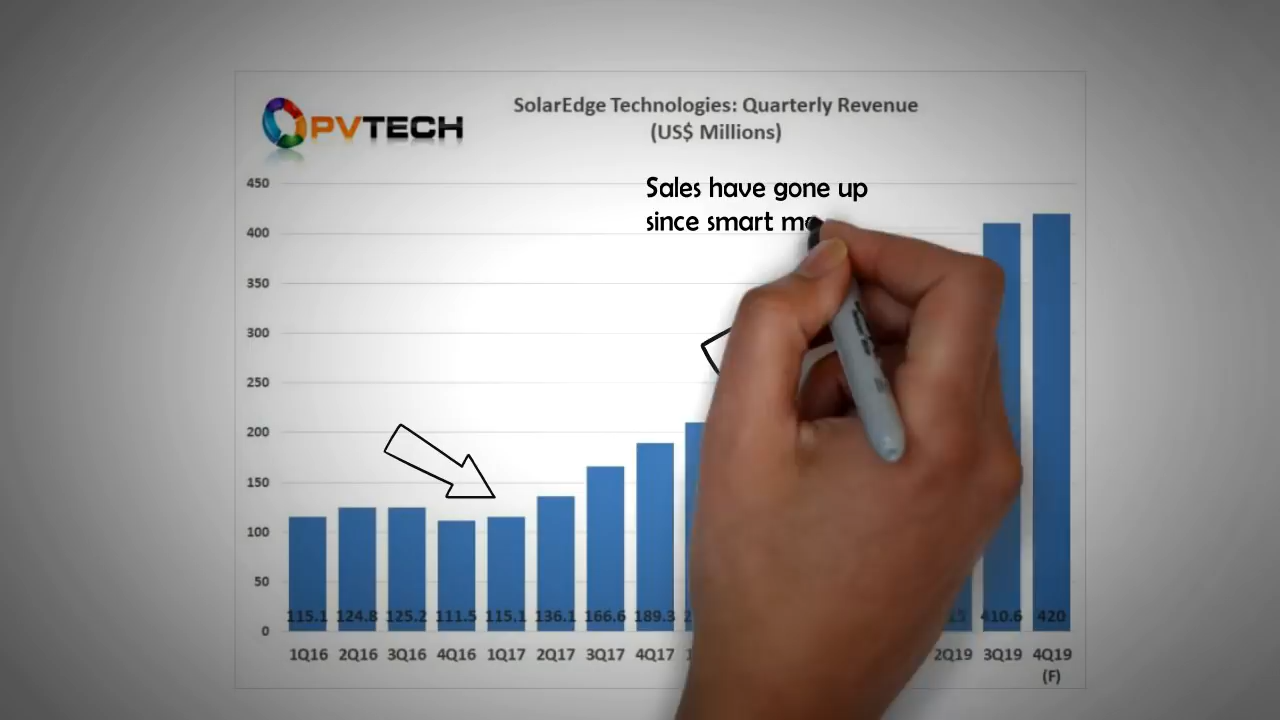 PVTECH
SolarEdge Technologies: Quarterly Revenue
(US$ Millions)
Sales have gone up
since smart
450
400
350
300
250
200
150
100
50
0
115.1 124.8 125.2 111.5 115.1 136.1 166.6 189.3 410.6 420
1Q16 2Q16 3Q16 4Q16 1Q17 2Q17 3Q17 4Q17 2Q19 3Q19 4Q19
(F)